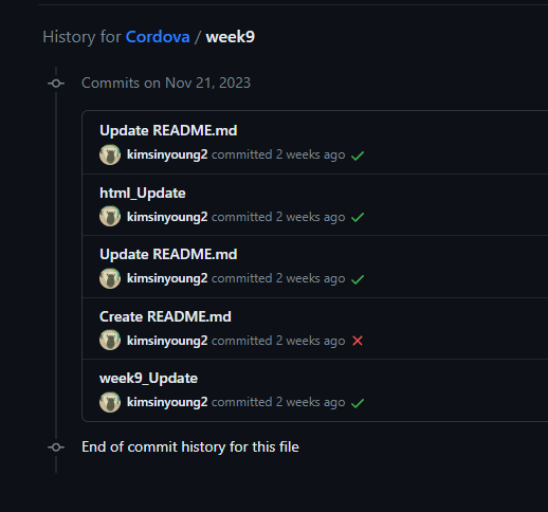 History for Cordova / week9
Commits on Nov 21, 2023
Update README.md
kimsinyoung2 committed 2 weeks ago
html_Update
kimsinyoung2 committed 2 weeks ago
Update README.md
kimsinyoung2 committed 2 weeks ago
Create README.md
kimsinyoung2 committed 2 weeks ago
week9_Update
kimsinyoung2 committed 2 weeks ago
End of commit history for this file